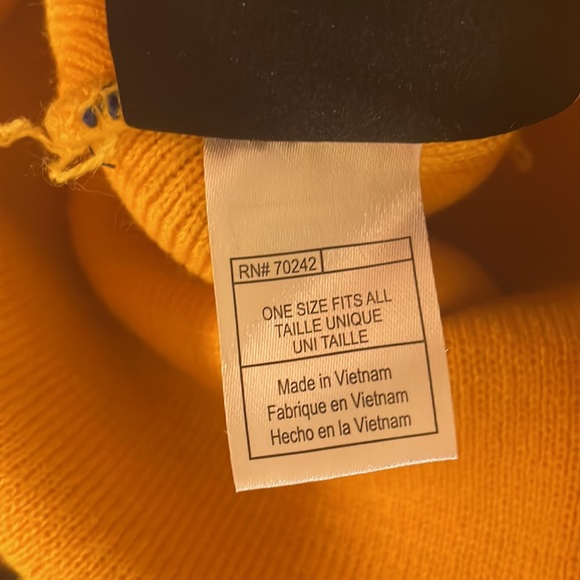 RN# 70242
ONE SIZE FITS ALL
TAILLE UNIQUE
UNI TAILLE
Made in Vietnam
Fabrique en Vietnam
Hecho en la Vietnam